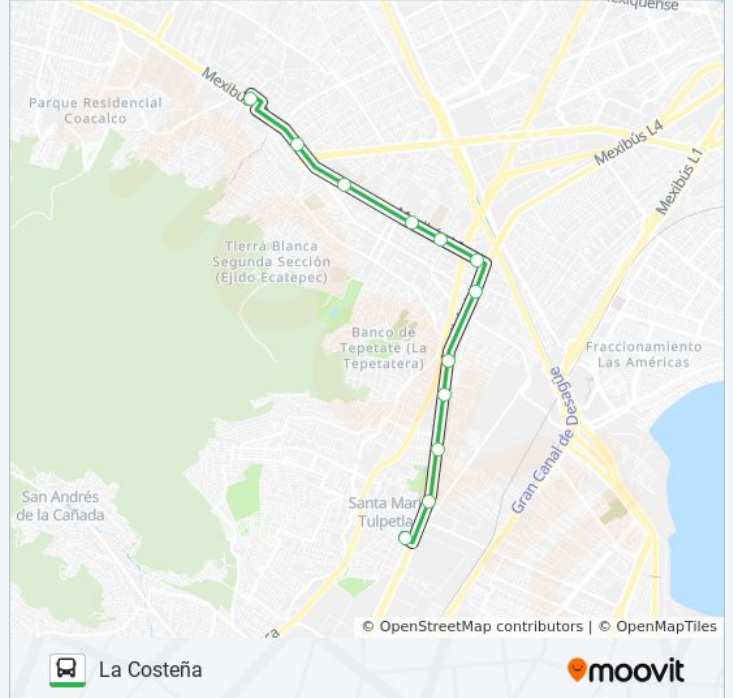 Mexiquense
Mexibús
Parque Residencial
Coacalco
Mexibús L4
Mexibús L1
Tierra Blanca
Segunda Sección
(Ejido Ecatepec)
Banco de
Tepetate (La
Tepetatera)
Fraccionamiento
Las Américas
Gran Canal de Desagüe
San Andrés
de la Cañada
Santa Mar
Tulpetla
© OpenStreetMap contributors | © OpenMapTiles
La Costeña
moovit